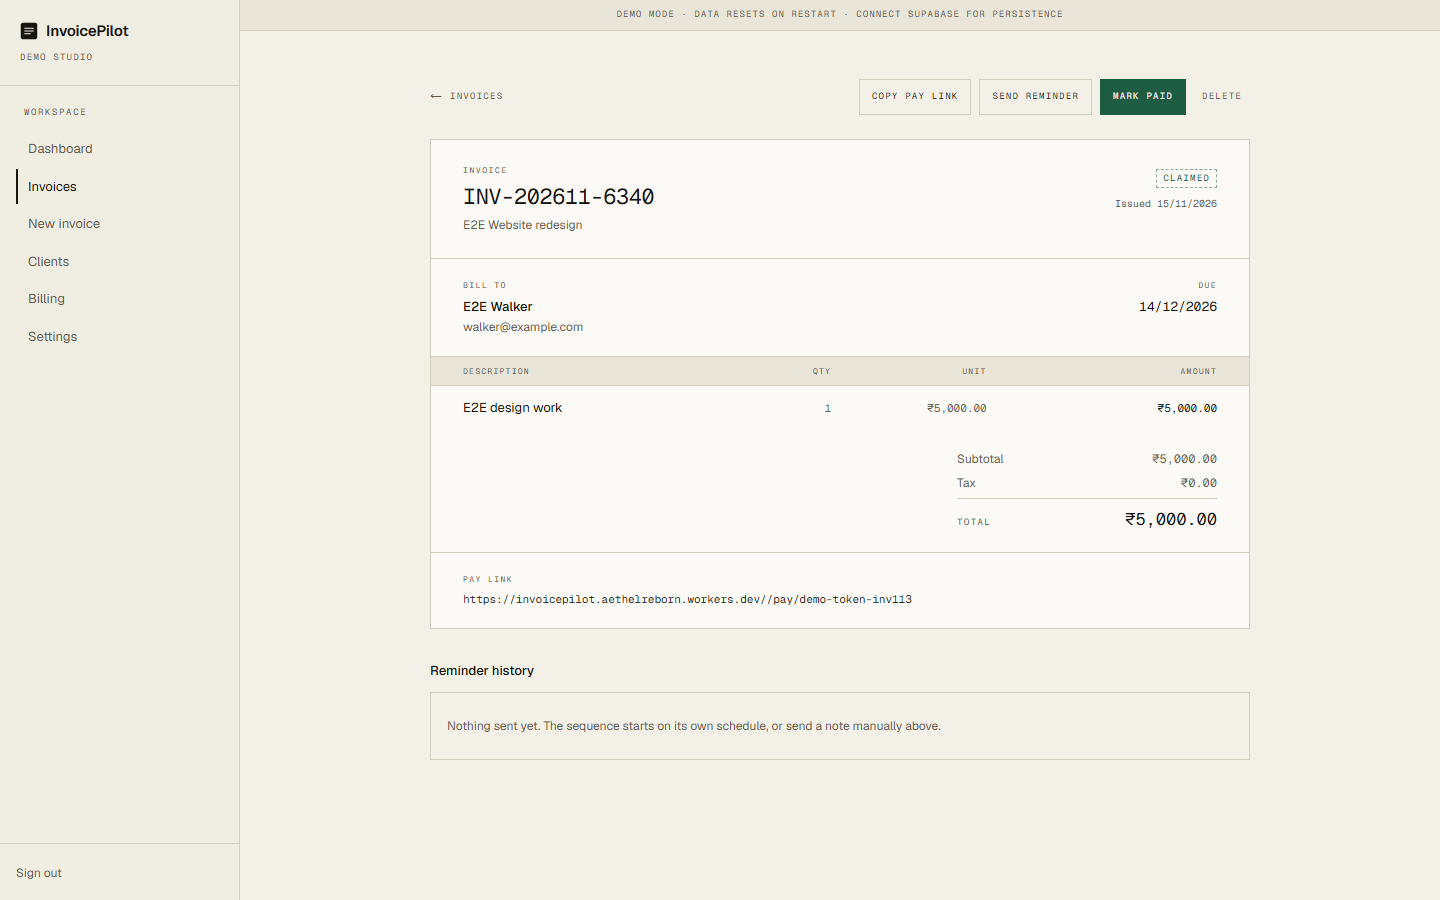 DEMO MODE · DATA RESETS ON RESTART · CONNECT SUPABASE FOR PERSISTENCE
InvoicePilot
DEMO STUDIO
WORKSPACE
Dashboard
Invoices
New invoice
Clients
Billing
Settings
Sign out
← INVOICES
COPY PAY LINK
SEND REMINDER
MARK PAID
DELETE
INVOICE
INV-202611-6340
E2E Website redesign
CLAIMED
Issued 15/11/2026
BILL TO
E2E Walker
walker@example.com
DUE
14/12/2026
DESCRIPTION QTY UNIT AMOUNT
E2E design work 1 ₹5,000.00 ₹5,000.00
Subtotal ₹5,000.00
Tax ₹0.00
TOTAL ₹5,000.00
PAY LINK
https://invoicepilot.aethelreborn.workers.dev//pay/demo-token-inv113
Reminder history
Nothing sent yet. The sequence starts on its own schedule, or send a note manually above.